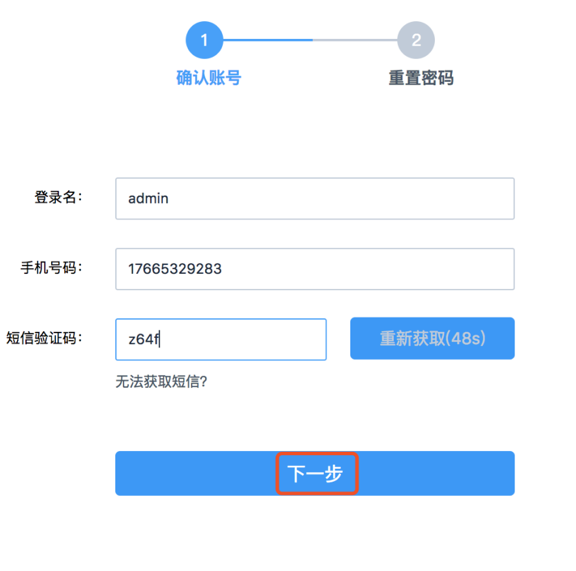 1 2
确认账号 重置密码
登录名： admin
手机号码： 17665329283
短信验证码： z64f 重新获取(48s)
无法获取短信?
下一步